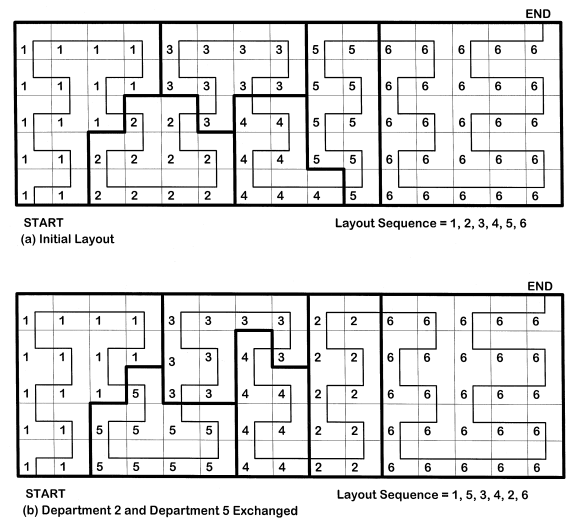 END
1 1 1 1 3 3 3 3 5 5 6 6 6 6 6
1 1 1 1 3 3 3 3 5 5 6 6 6 6 6
1 1 1 2 2 3 4 4 5 5 6 6 6 6 6
1 1 2 2 2 2 4 4 5 5 6 6 6 6 6
1 1 2 2 2 2 4 4 4 5 6 6 6 6 6
START Layout Sequence = 1, 2, 3, 4, 5, 6
(a) Initial Layout
END
1 1 1 1 3 3 3 3 2 2 6 6 6 6 6
1 1 1 1 3 3 4 3 2 2 6 6 6 6 6
1 1 1 5 3 3 4 4 2 2 6 6 6 6 6
1 1 5 5 5 5 4 4 2 2 6 6 6 6 6
1 1 5 5 5 5 4 4 2 2 6 6 6 6 6
START Layout Sequence = 1, 5, 3, 4, 2, 6
(b) Department 2 and Department 5 Exchanged